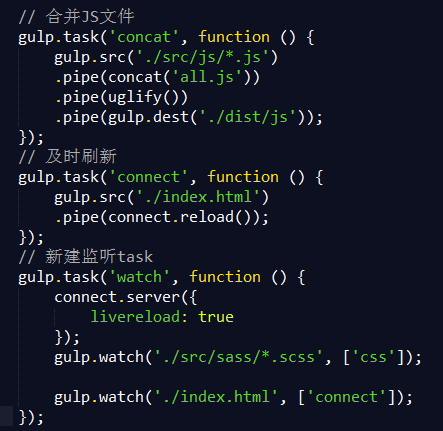 // 合并JS文件
gulp.task('concat', function () {
    gulp.src('./src/js/*.js')
    .pipe(concat('all.js'))
    .pipe(uglify())
    .pipe(gulp.dest('./dist/js'));
});
// 及时刷新
gulp.task('connect', function () {
    gulp.src('./index.html')
    .pipe(connect.reload());
});
// 新建监听task
gulp.task('watch', function () {
    connect.server({
        livereload: true
    });
    gulp.watch('./src/sass/*.scss', ['css']);

    gulp.watch('./index.html', ['connect']);
});